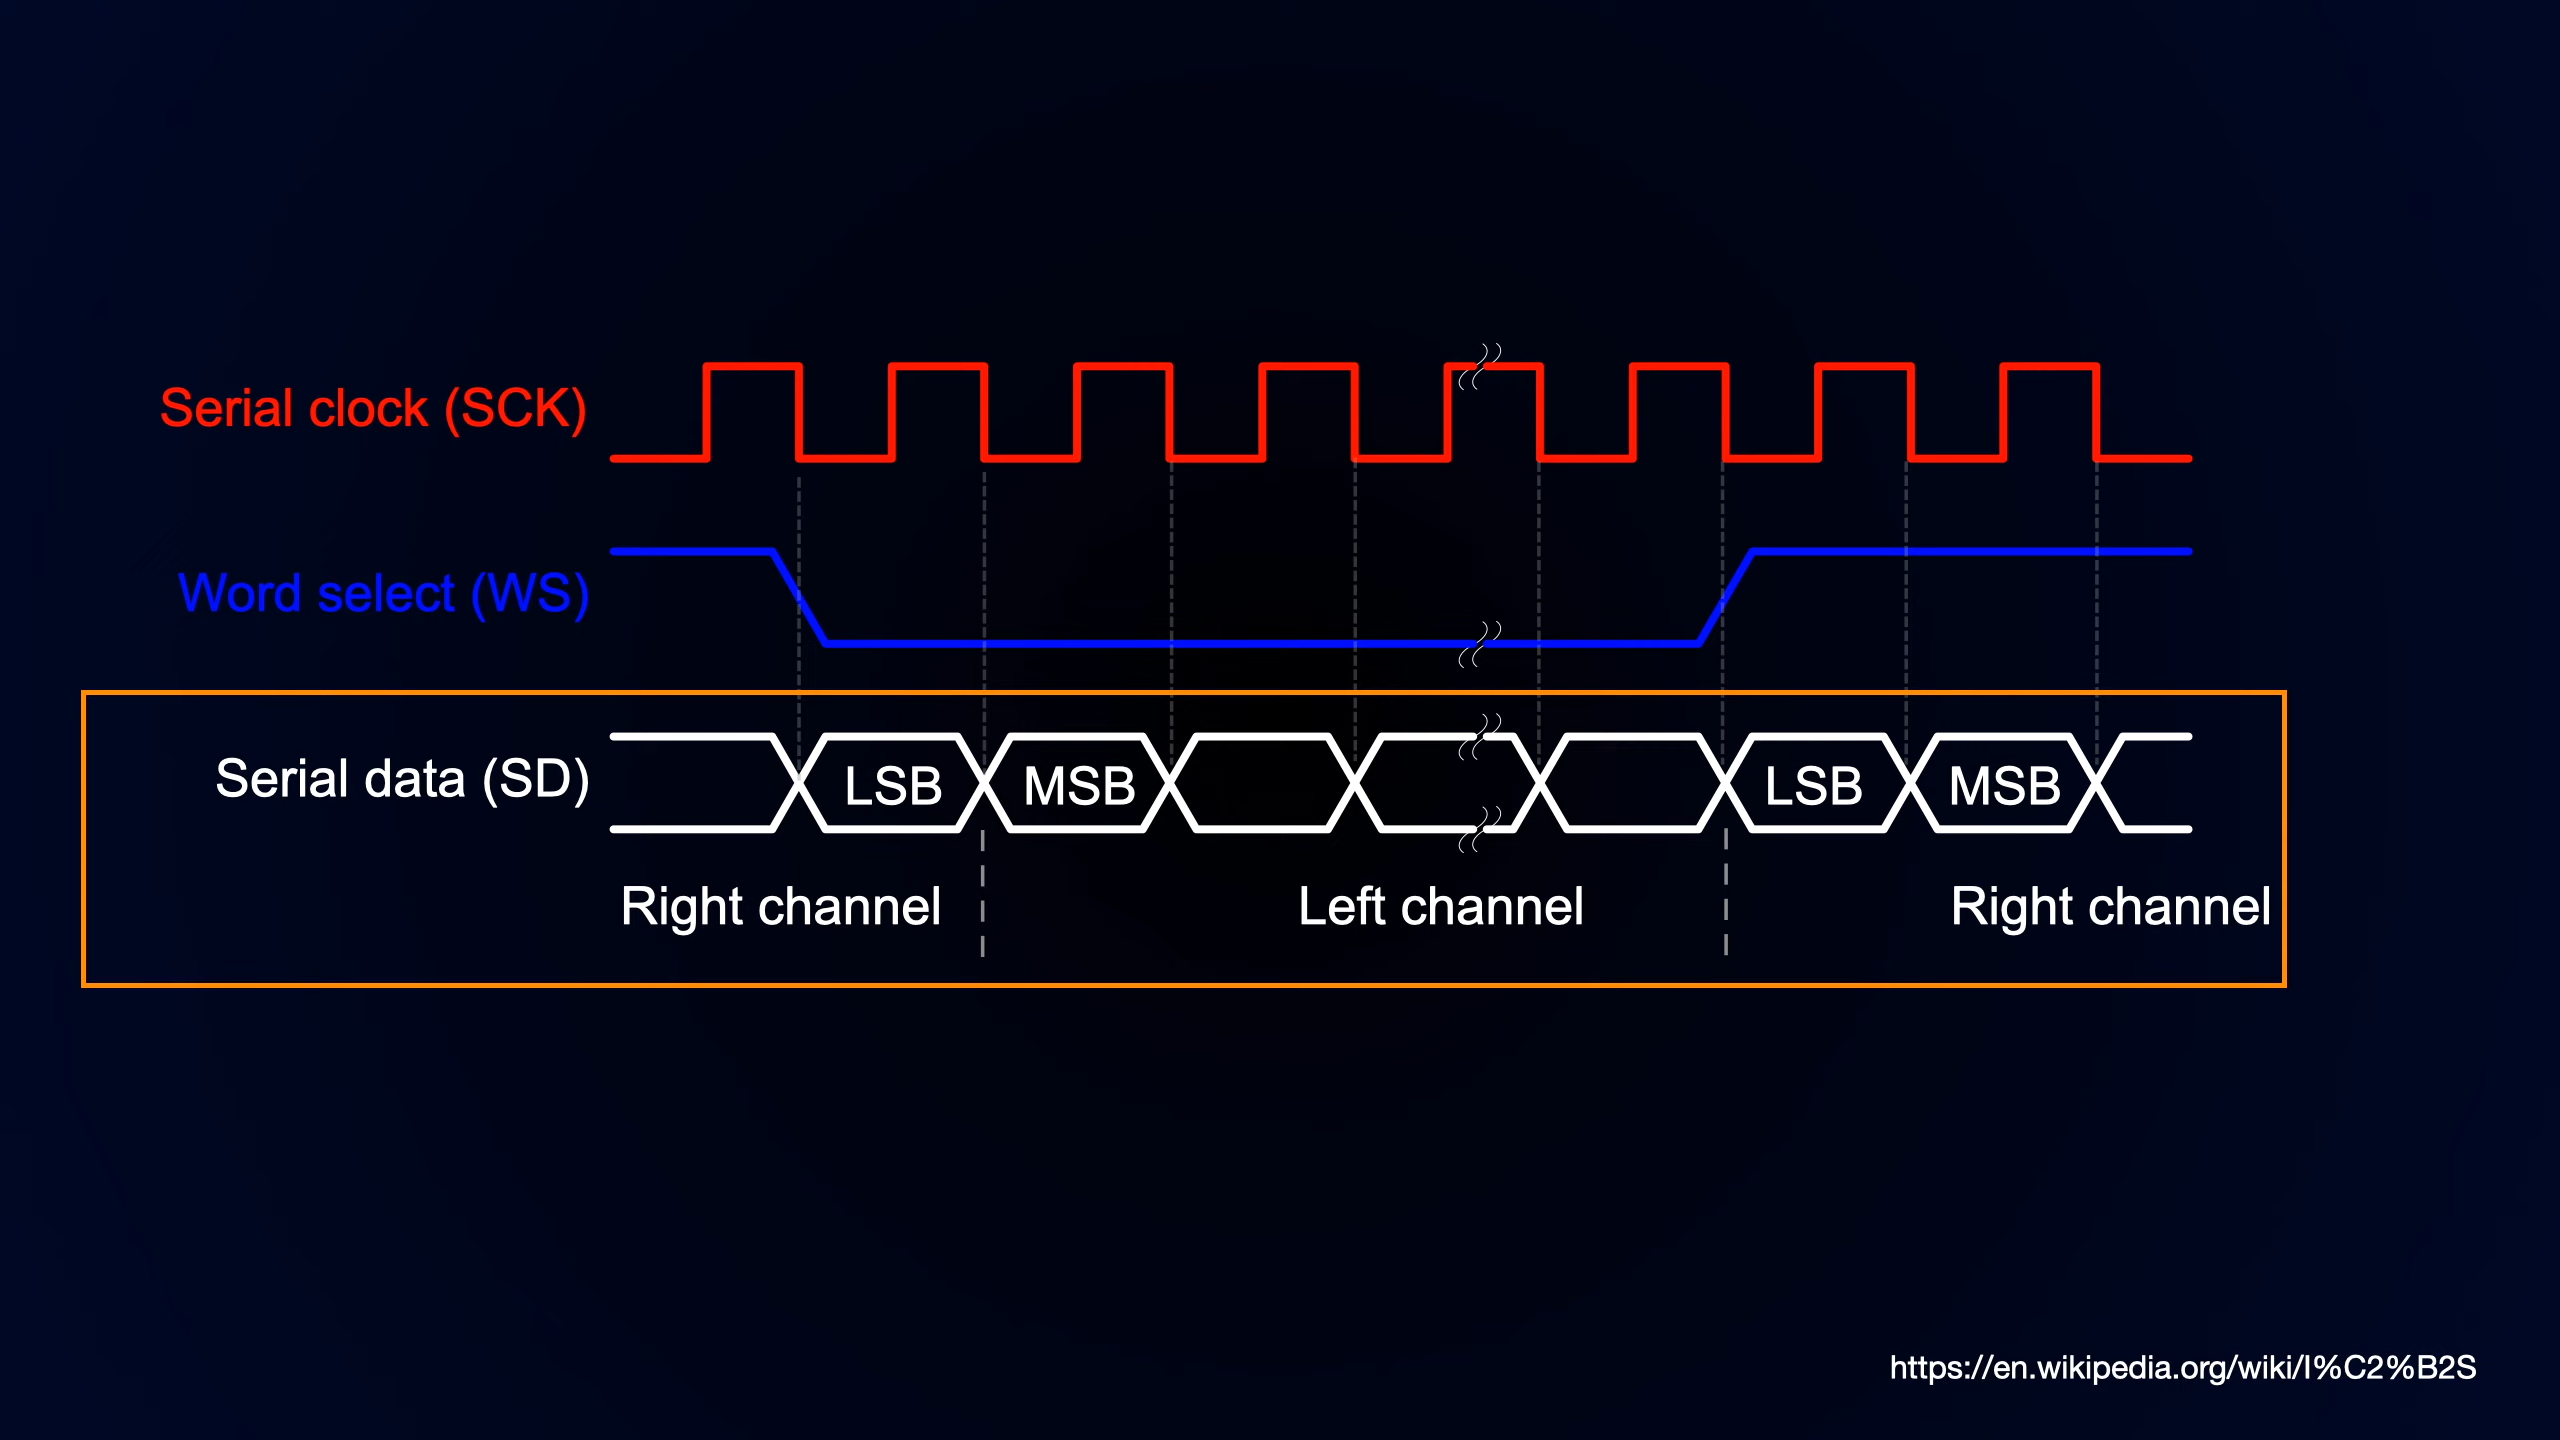 Serial clock (SCK)
Word select (WS)
Serial data (SD)
LSB MSB LSB MSB
Right channel Left channel Right channel
https://en.wikipedia.org/wiki/I%C2%B2S